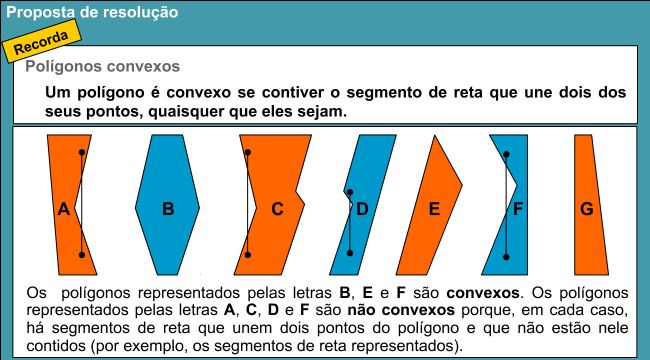 Proposta de resolução
Recorda
Polígonos convexos
Um polígono é convexo se contiver o segmento de reta que une dois dos
seus pontos, quaisquer que eles sejam.
A B C D E F G
Os polígonos representados pelas letras B, E e F são convexos. Os polígonos
representados pelas letras A, C, D e F são não convexos porque, em cada caso,
há segmentos de reta que unem dois pontos do polígono e que não estão nele
contidos (por exemplo, os segmentos de reta representados).